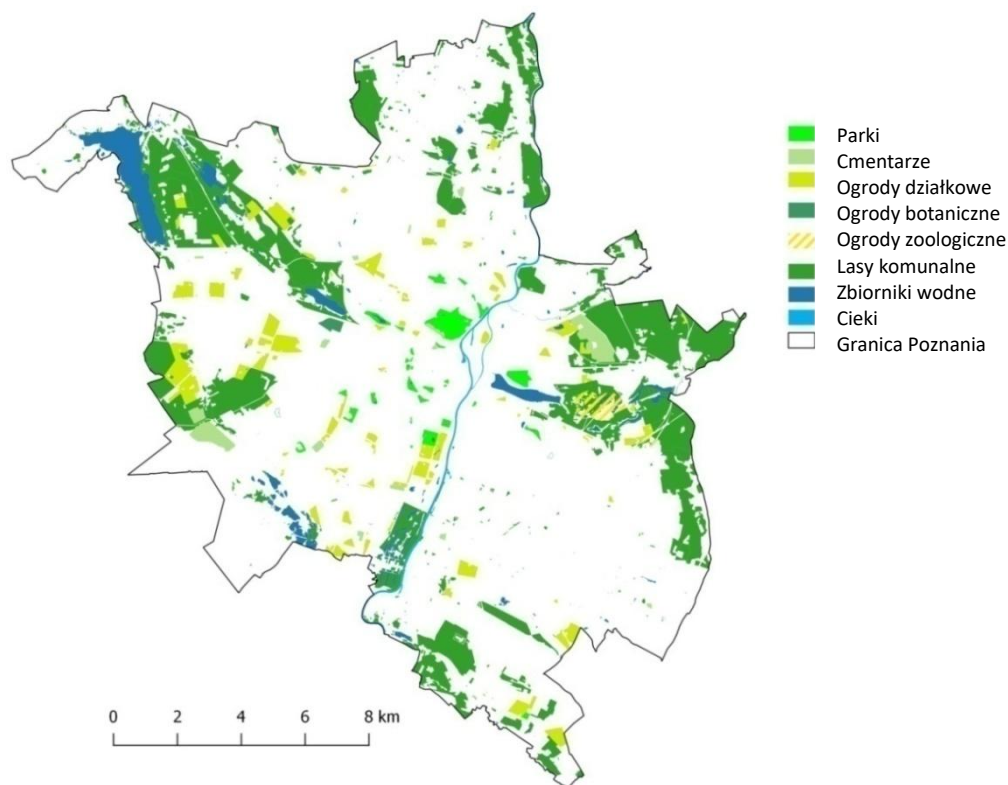 Parki
Cmentarze
Ogrody działkowe
Ogrody botaniczne
Ogrody zoologiczne
Lasy komunalne
Zbiorniki wodne
Cieki
Granica Poznania
0 2 4 6 8 km